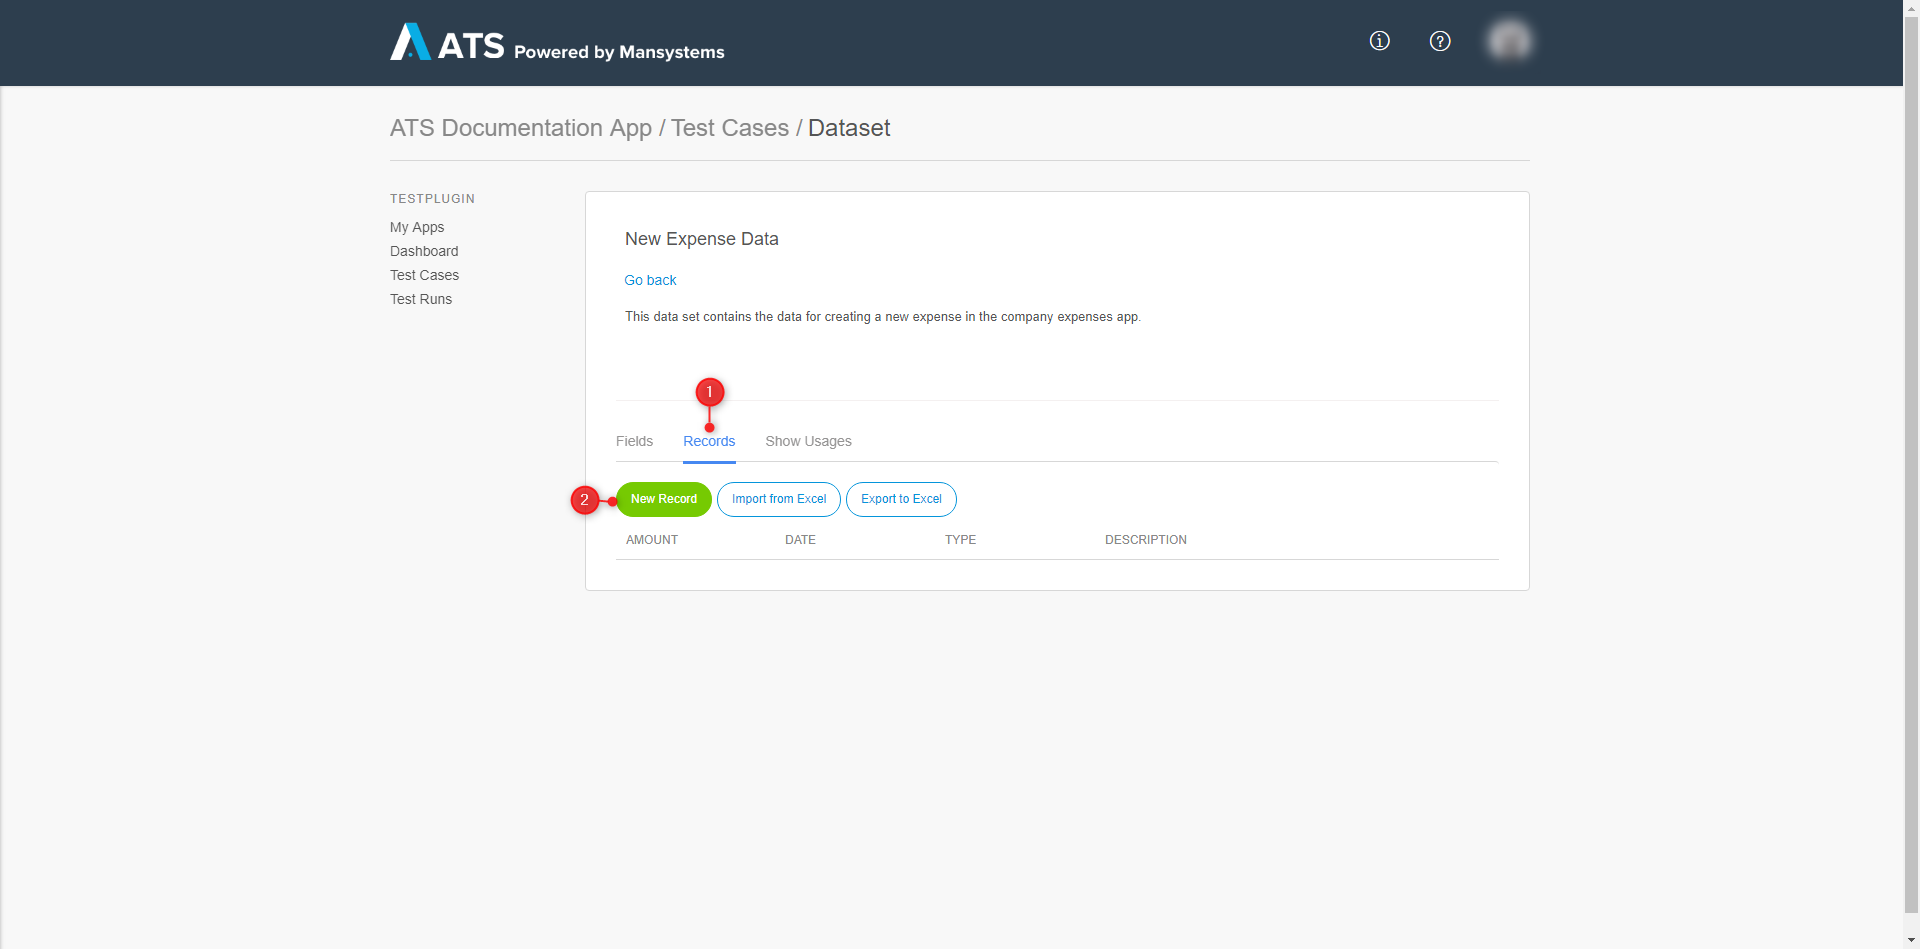 ATS Powered by Mansystems
ATS Documentation App / Test Cases / Dataset
TESTPLUGIN
My Apps
Dashboard
Test Cases
Test Runs
New Expense Data
Go back
This data set contains the data for creating a new expense in the company expenses app.
1
Fields Records Show Usages
2
New Record Import from Excel Export to Excel
AMOUNT DATE TYPE DESCRIPTION